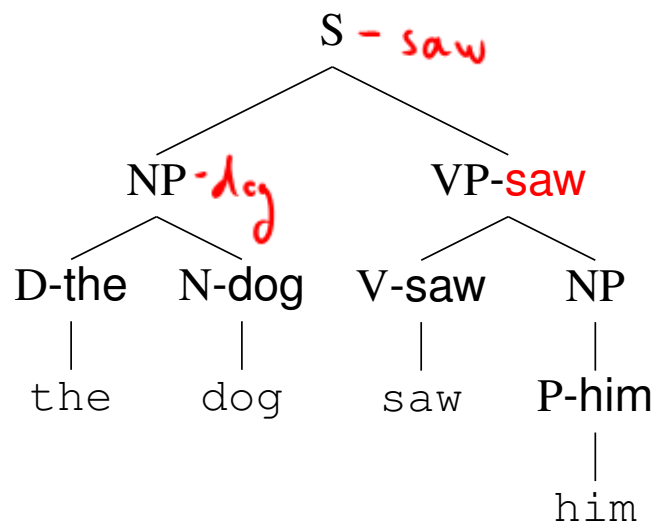 S - saw
NP - dog VP-saw
D-the N-dog V-saw NP
the dog saw P-him
him